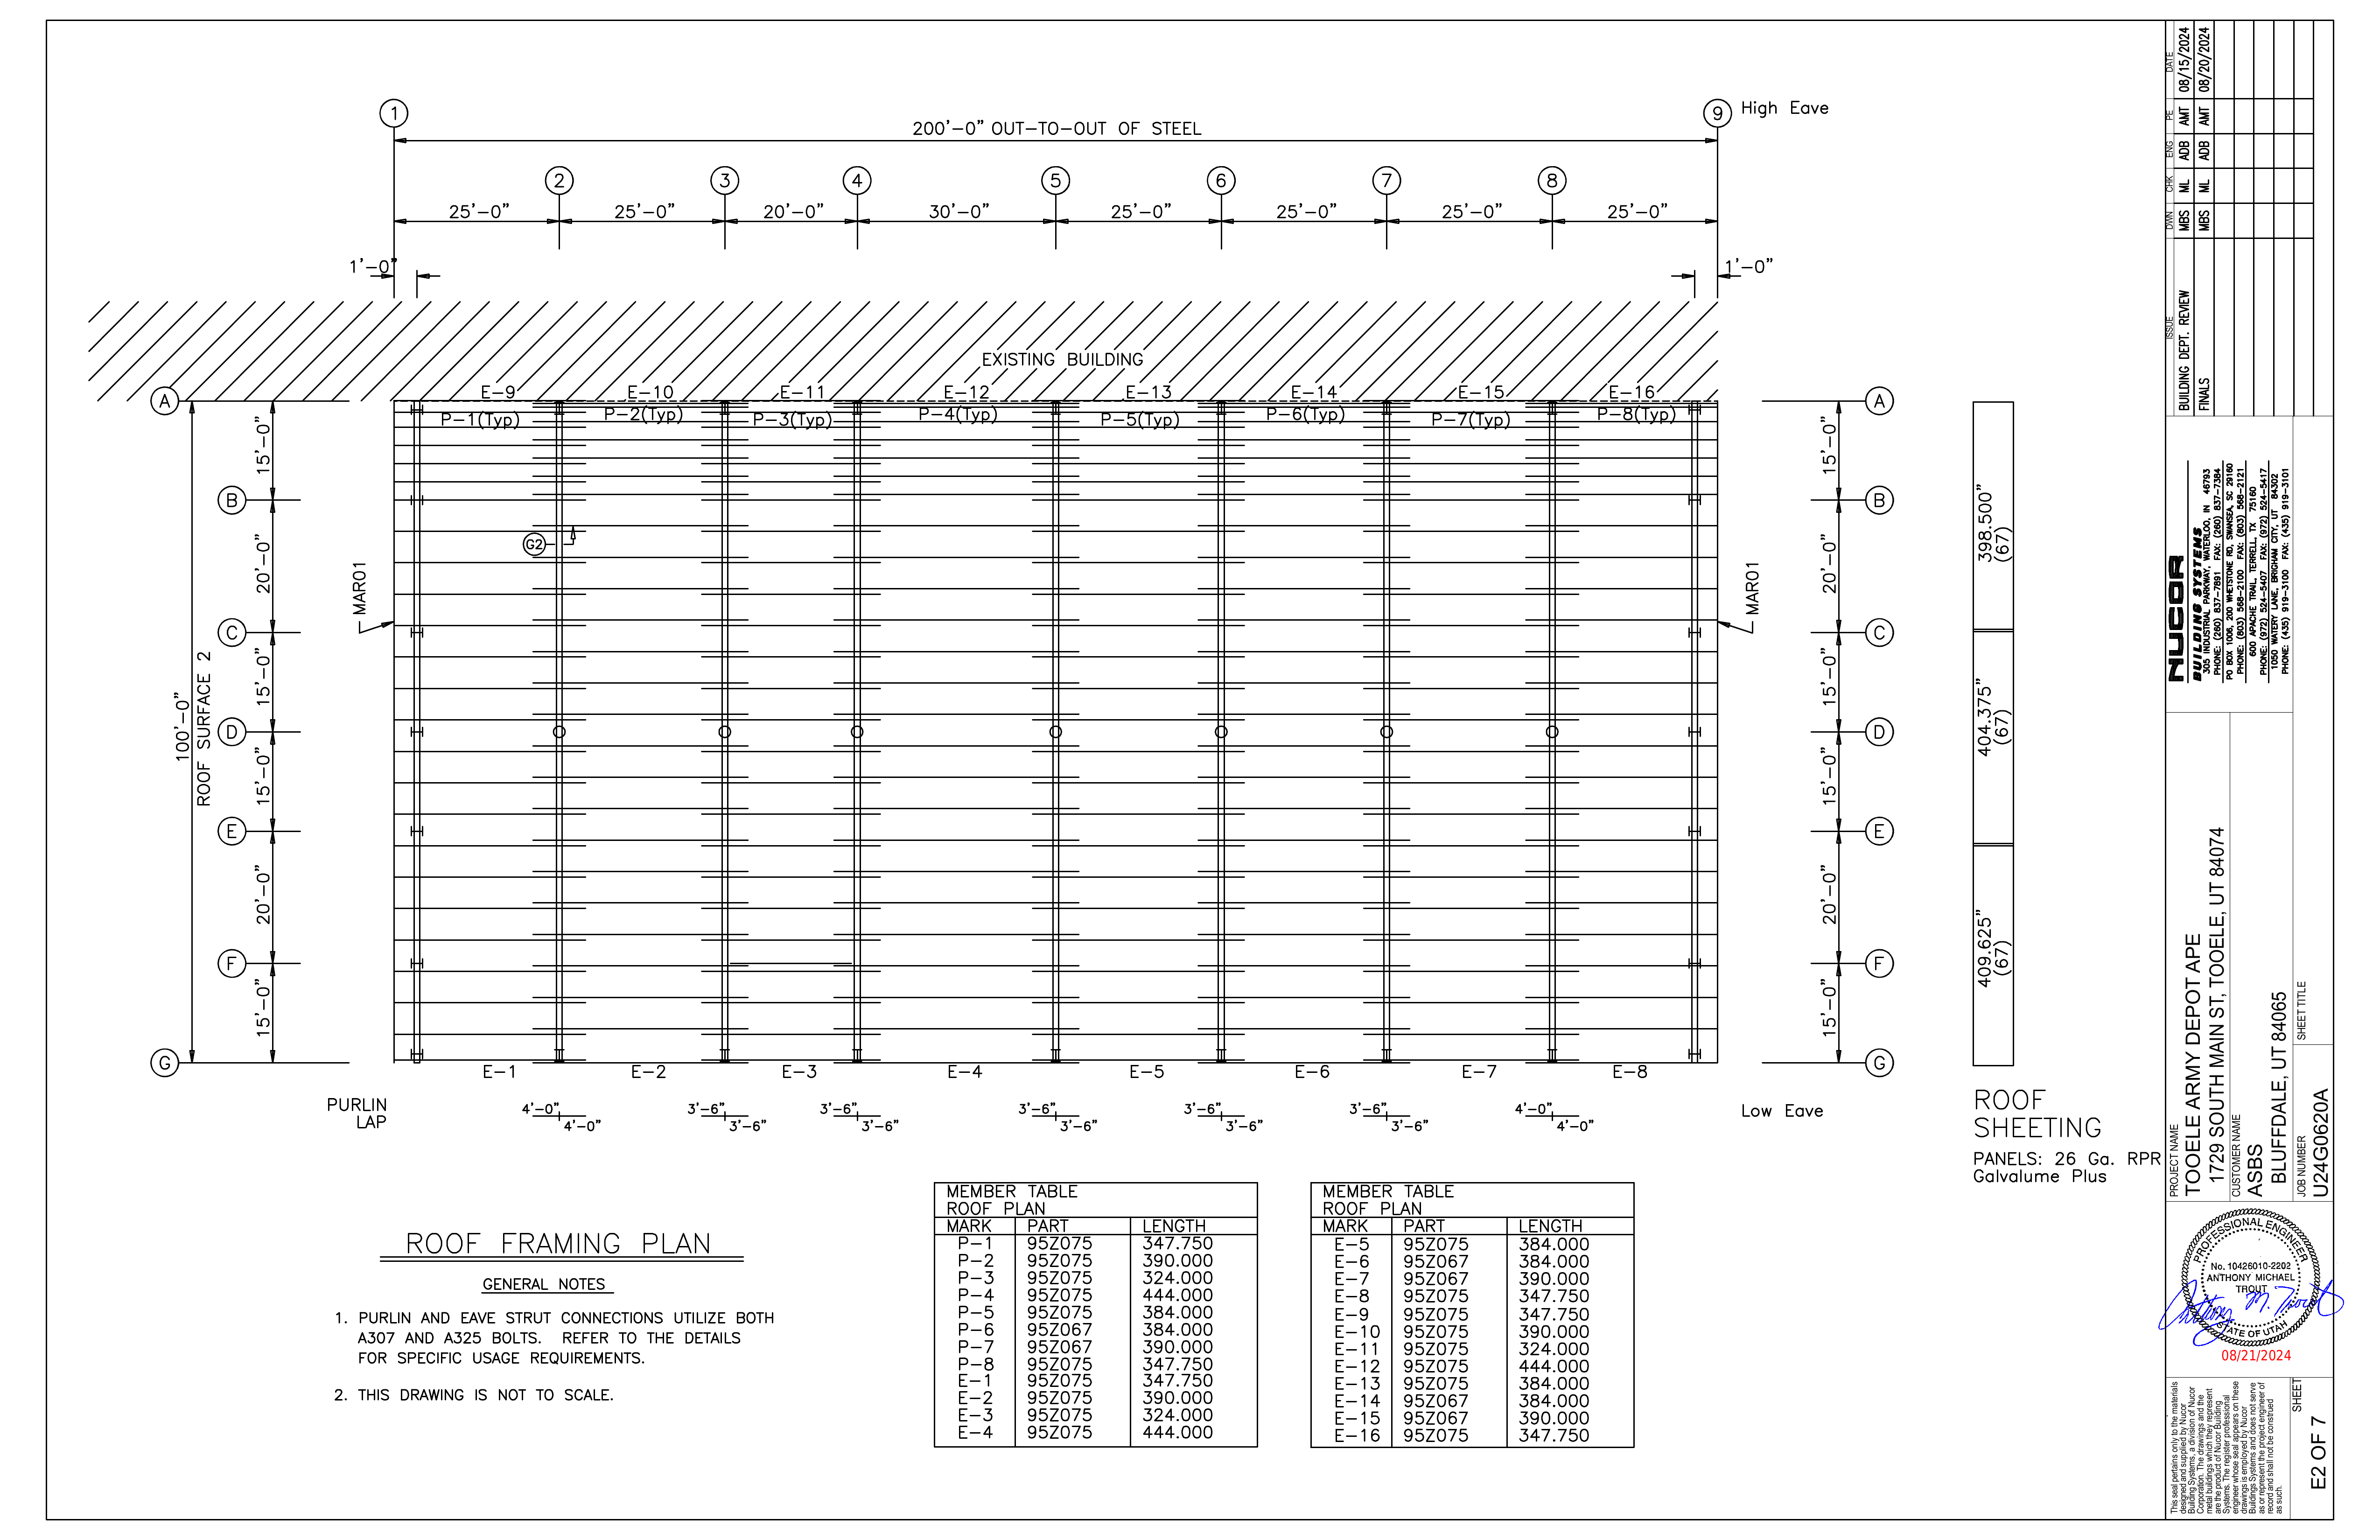 1
9
High Eave
200'-0" OUT-TO-OUT OF STEEL
2
3
4
5
6
7
8
25'-0"
25'-0"
20'-0"
30'-0"
25'-0"
25'-0"
25'-0"
25'-0"
1'-0"
1'-0"
EXISTING BUILDING
E-9
E-10
E-11
E-12
E-13
E-14
E-15
E-16
P-1(Typ)
P-2(Typ)
P-3(Typ)
P-4(Typ)
P-5(Typ)
P-6(Typ)
P-7(Typ)
P-8(Typ)
A
B
C
D
E
F
G
15'-0"
20'-0"
15'-0"
15'-0"
20'-0"
15'-0"
100'-0"
ROOF SURFACE 2
MAR01
G2
MAR01
15'-0"
20'-0"
15'-0"
15'-0"
20'-0"
15'-0"
A
B
C
D
E
F
G
E-1
E-2
E-3
E-4
E-5
E-6
E-7
E-8
PURLIN
LAP
4'-0"
4'-0"
3'-6"
3'-6"
3'-6"
3'-6"
3'-6"
3'-6"
3'-6"
3'-6"
3'-6"
3'-6"
4'-0"
4'-0"
Low Eave
398.500"
(67)
404.375"
(67)
409.625"
(67)
ROOF
SHEETING
PANELS: 26 Ga. RPR
Galvalume Plus
ROOF FRAMING PLAN
GENERAL NOTES
1. PURLIN AND EAVE STRUT CONNECTIONS UTILIZE BOTH
A307 AND A325 BOLTS. REFER TO THE DETAILS
FOR SPECIFIC USAGE REQUIREMENTS.
2. THIS DRAWING IS NOT TO SCALE.
MEMBER TABLE
ROOF PLAN
MARK PART LENGTH
P-1 95Z075 347.750
P-2 95Z075 390.000
P-3 95Z075 324.000
P-4 95Z075 444.000
P-5 95Z075 384.000
P-6 95Z067 384.000
P-7 95Z067 390.000
P-8 95Z075 347.750
E-1 95Z075 347.750
E-2 95Z075 390.000
E-3 95Z075 324.000
E-4 95Z075 444.000
MEMBER TABLE
ROOF PLAN
MARK PART LENGTH
E-5 95Z075 384.000
E-6 95Z067 384.000
E-7 95Z067 390.000
E-8 95Z075 347.750
E-9 95Z075 347.750
E-10 95Z075 390.000
E-11 95Z075 324.000
E-12 95Z075 444.000
E-13 95Z075 384.000
E-14 95Z067 384.000
E-15 95Z067 390.000
E-16 95Z075 347.750
ISSUE DWN CHK ENG PE DATE
BUILDING DEPT. REVIEW MBS ML ADB AMT 08/15/2024
FINALS MBS ML ADB AMT 08/20/2024
NUCOR
BUILDING SYSTEMS
305 INDUSTRIAL PARKWAY, WATERLOO, IN 46793
PHONE: (260) 837-7891 FAX: (260) 837-7384
PO BOX 1006, 200 WHETSTONE RD, SWANSEA, SC 29160
PHONE: (803) 568-2100 FAX: (803) 568-2121
600 APACHE TRAIL, TERRELL, TX 75160
PHONE: (972) 524-5407 FAX: (972) 524-5417
1050 WATERY LANE, BRIGHAM CITY, UT 84302
PHONE: (435) 919-3100 FAX: (435) 919-3101
PROJECT NAME
TOOELE ARMY DEPOT APE
1729 SOUTH MAIN ST, TOOELE, UT 84074
CUSTOMER NAME
ASBS
BLUFFDALE, UT 84065
JOB NUMBER
U24G0620A
SHEET TITLE
PROFESSIONAL ENGINEER
No. 10426010-2202
ANTHONY MICHAEL
TROUT
STATE OF UTAH
Anthony M. Trout
08/21/2024
This seal pertains only to the materials
designed and supplied by Nucor
Building Systems, a division of Nucor
Corporation. The drawings and the
metal buildings which they represent
are the product of Nucor Building
Systems. The register professional
engineer whose seal appears on these
drawings is employed by Nucor
Buildings Systems and does not serve
as or represent the project engineer of
record and shall not be construed
as such.
SHEET
E2 OF 7